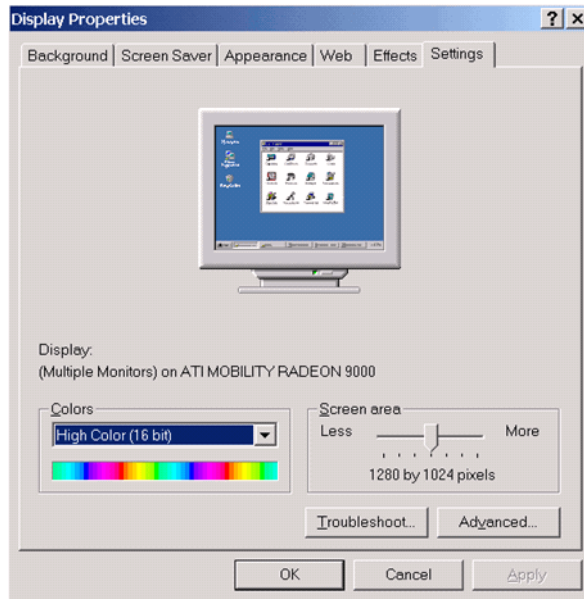 Display Properties
? x
Background Screen Saver Appearance Web Effects Settings
Display:
(Multiple Monitors) on ATI MOBILITY RADEON 9000
Colors
High Color (16 bit)
Screen area
Less More
1280 by 1024 pixels
Troubleshoot... Advanced...
OK Cancel Apply